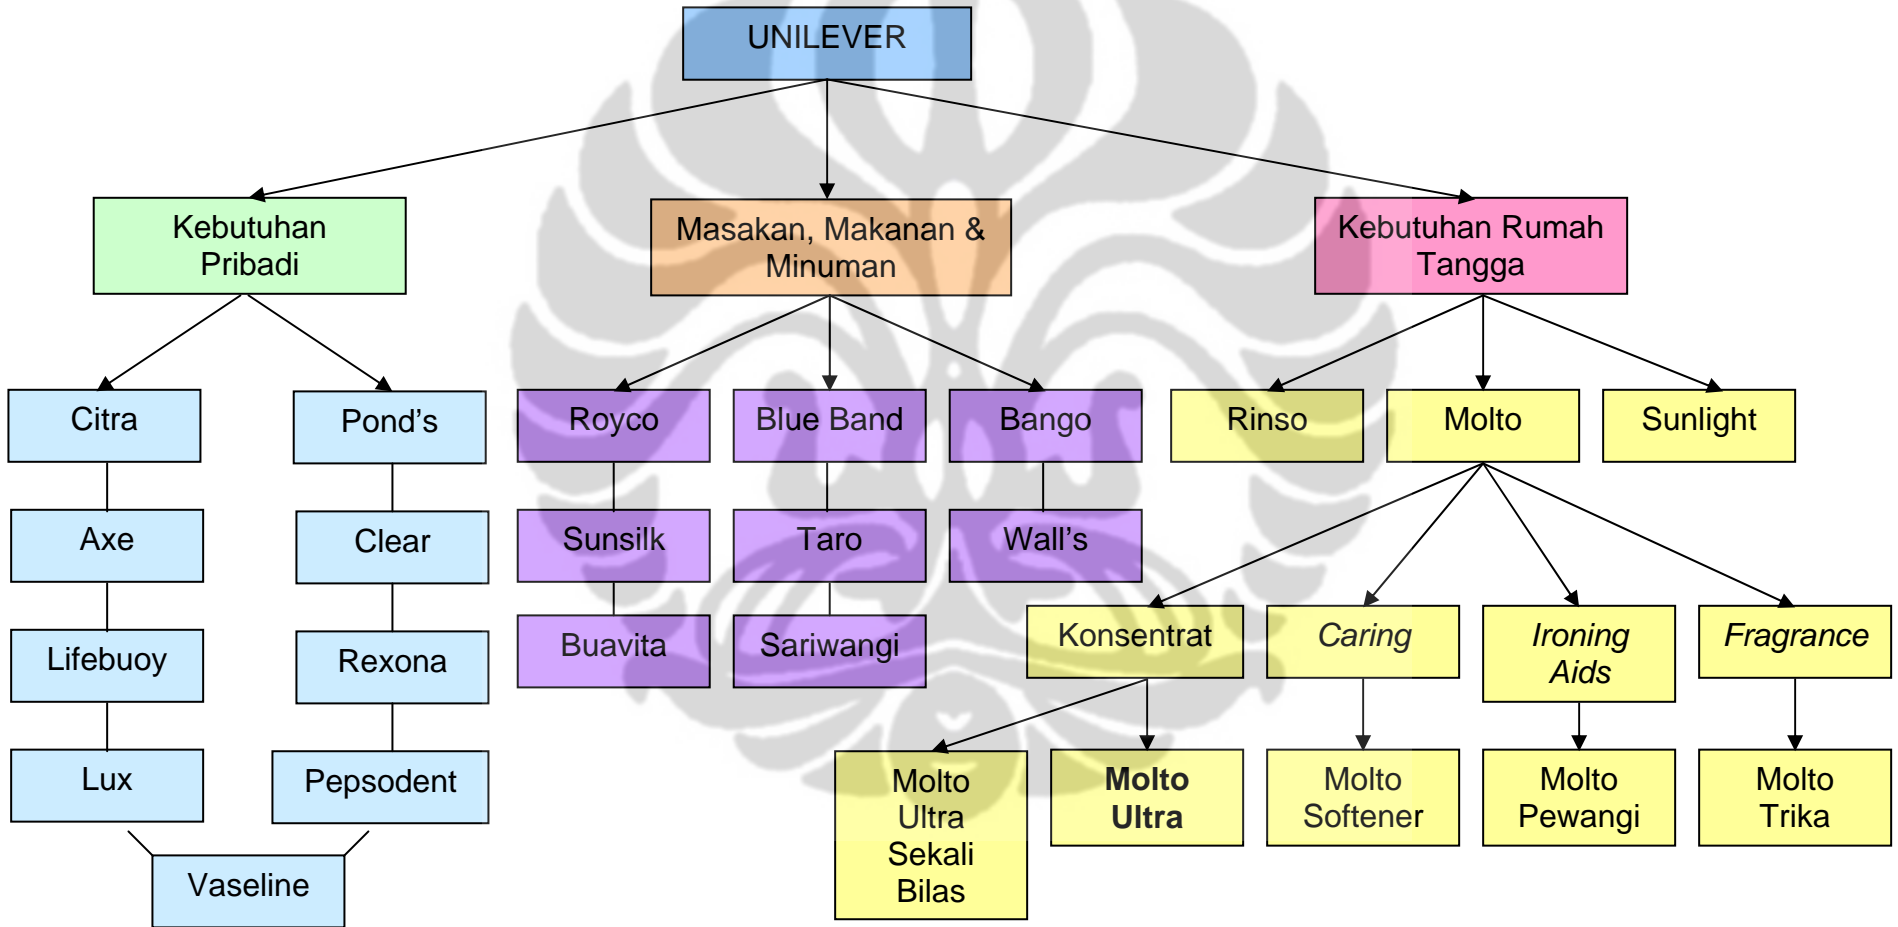 UNILEVER
Kebutuhan
Pribadi
Masakan, Makanan &
Minuman
Kebutuhan Rumah
Tangga
Citra
Pond's
Royco
Blue Band
Bango
Rinso
Molto
Sunlight
Axe
Clear
Sunsilk
Taro
Wall's
Lifebuoy
Rexona
Buavita
Sariwangi
Konsentrat
Caring
Ironing
Aids
Fragrance
Lux
Pepsodent
Molto
Ultra
Sekali
Bilas
Molto
Ultra
Molto
Softener
Molto
Pewangi
Molto
Trika
Vaseline